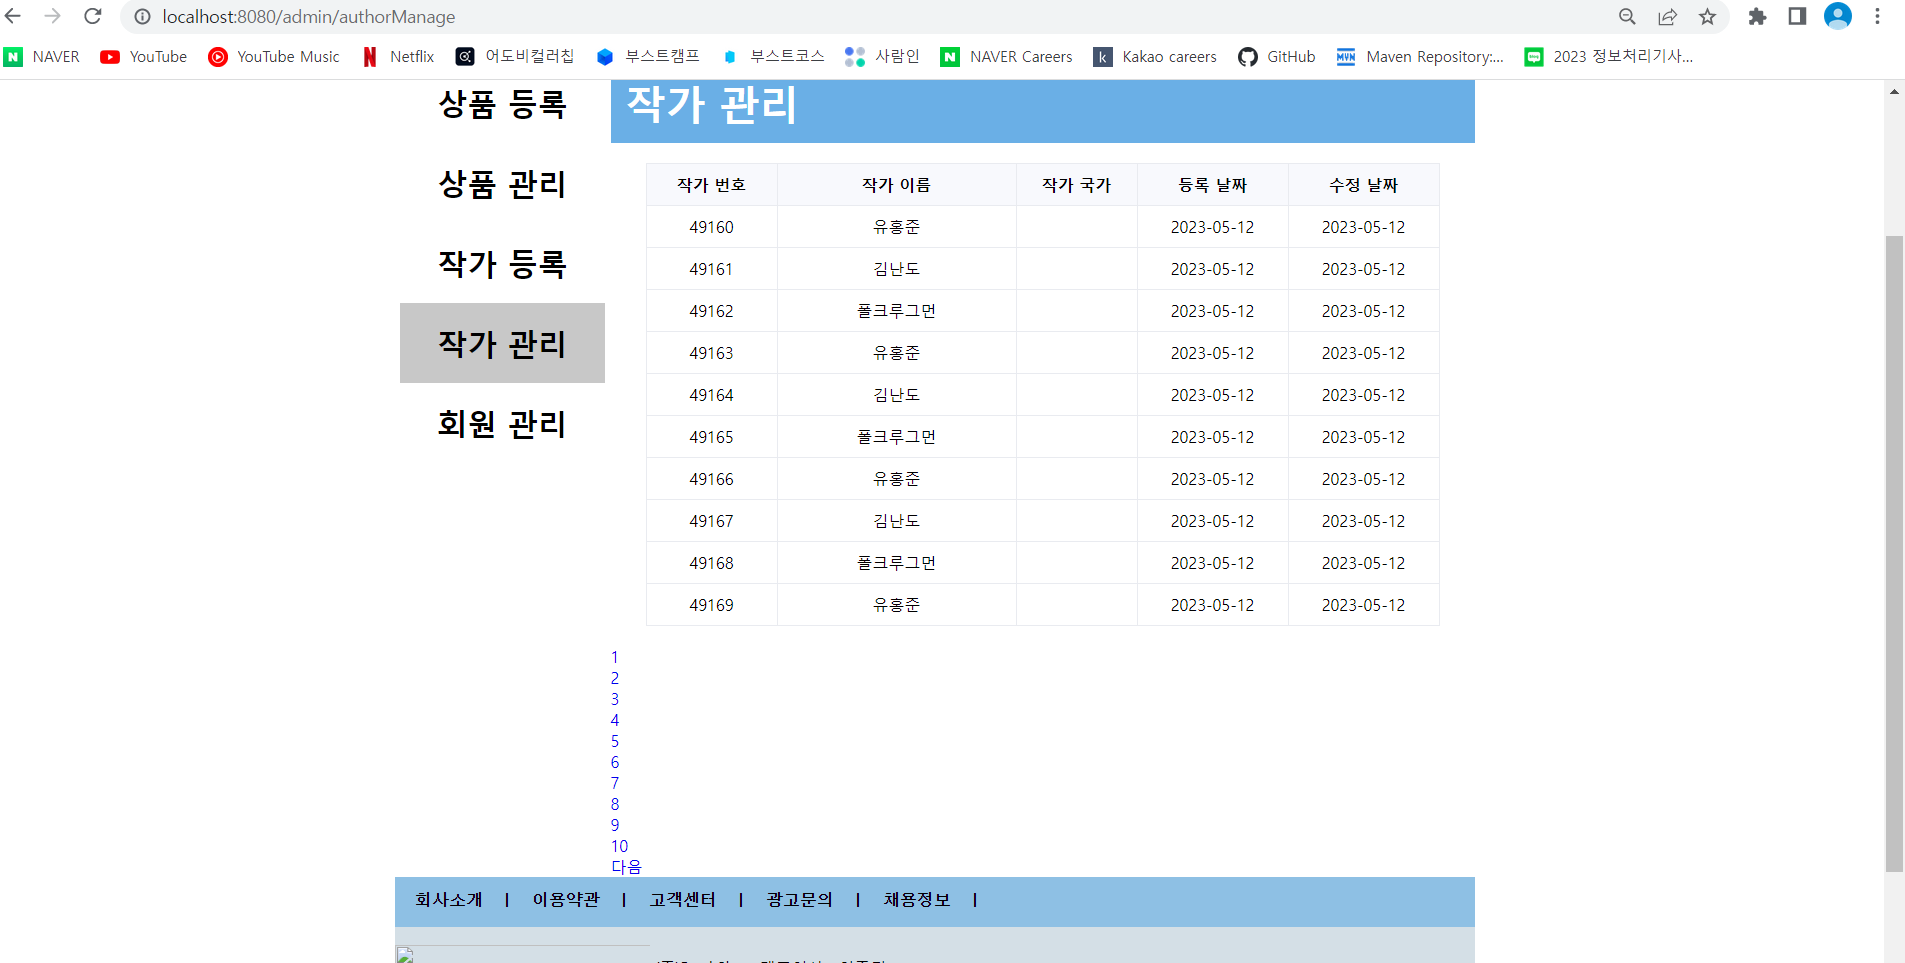 localhost:8080/admin/authorManage
NAVER YouTube YouTube Music Netflix 어도비컬러칩 부스트캠프 부스트코스 사람인 NAVER Careers Kakao careers GitHub Maven Repository:... 2023 정보처리기사...
상품 등록
상품 관리
작가 등록
작가 관리
회원 관리
작가 관리
작가 번호 작가 이름 작가 국가 등록 날짜 수정 날짜
49160 유홍준 2023-05-12 2023-05-12
49161 김난도 2023-05-12 2023-05-12
49162 폴크루그먼 2023-05-12 2023-05-12
49163 유홍준 2023-05-12 2023-05-12
49164 김난도 2023-05-12 2023-05-12
49165 폴크루그먼 2023-05-12 2023-05-12
49166 유홍준 2023-05-12 2023-05-12
49167 김난도 2023-05-12 2023-05-12
49168 폴크루그먼 2023-05-12 2023-05-12
49169 유홍준 2023-05-12 2023-05-12
1
2
3
4
5
6
7
8
9
10
다음
회사소개 | 이용약관 | 고객센터 | 광고문의 | 채용정보 |